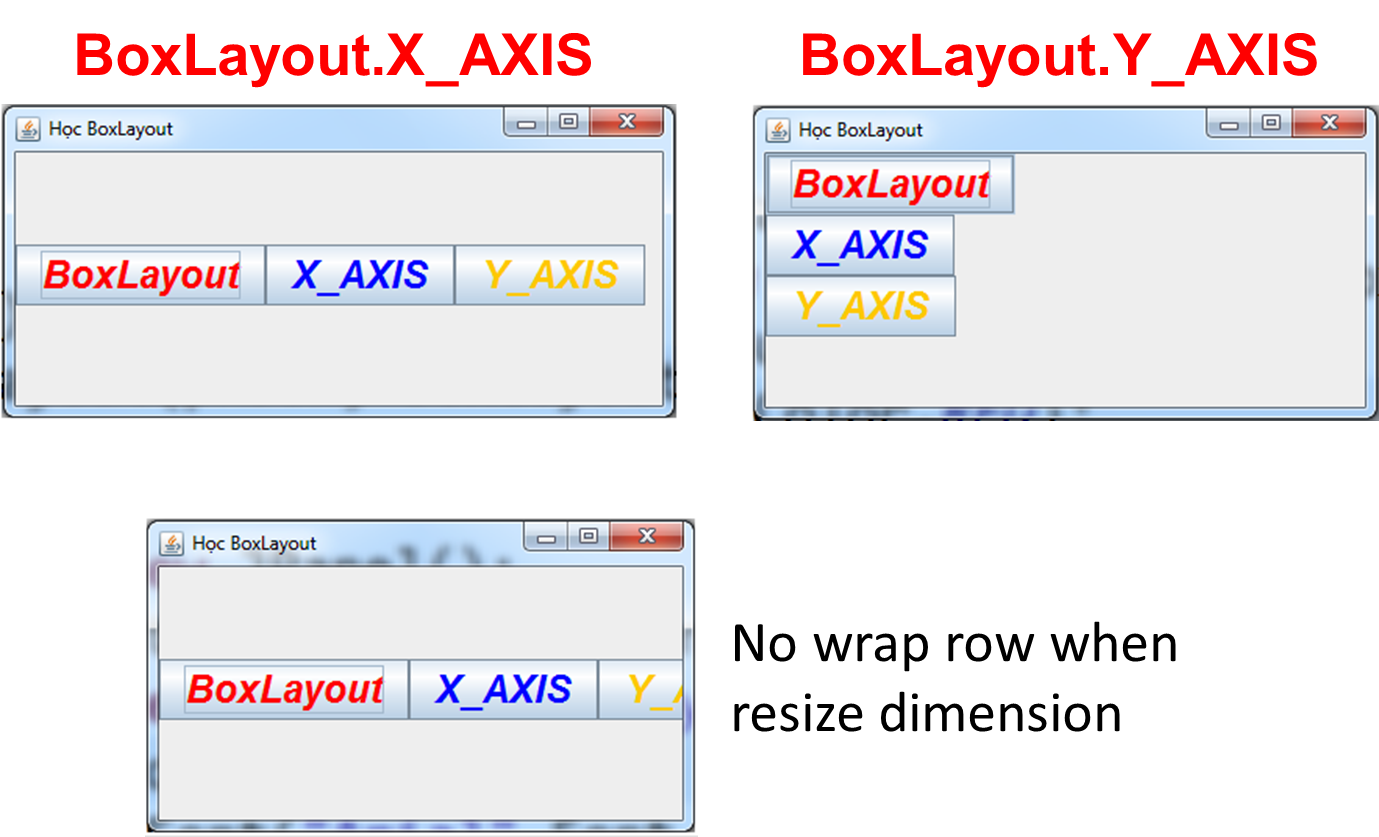 BoxLayout.X_AXIS
BoxLayout.Y_AXIS
Học BoxLayout
BoxLayout X_AXIS Y_AXIS
Học BoxLayout
BoxLayout
X_AXIS
Y_AXIS
Học BoxLayout
BoxLayout X_AXIS Y_
No wrap row when
resize dimension